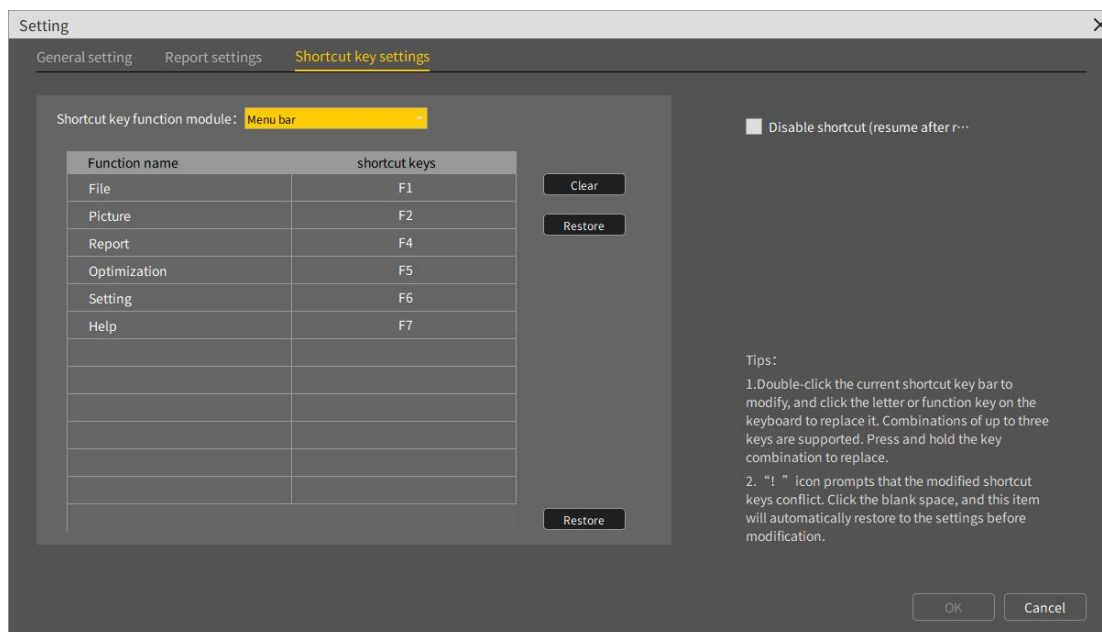 Setting
General setting Report settings Shortcut key settings
Shortcut key function module: Menu bar
Disable shortcut (resume after r···
Function name shortcut keys
File F1
Clear
Picture F2
Restore
Report F4
Optimization F5
Setting F6
Help F7
Tips:
1.Double-click the current shortcut key bar to
modify, and click the letter or function key on the
keyboard to replace it. Combinations of up to three
keys are supported. Press and hold the key
combination to replace.
2. “! ” icon prompts that the modified shortcut
keys conflict. Click the blank space, and this item
will automatically restore to the settings before
modification.
Restore
OK Cancel